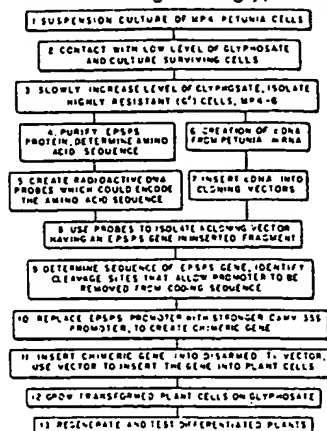 1 SUSPENSION CULTURE OF MP4 PETUNIA CELLS
2 CONTACT WITH LOW LEVEL OF GLYPHOSATE
AND CULTURE SURVIVING CELLS
3 SLOWLY INCREASE LEVEL OF GLYPHOSATE, ISOLATE
HIGHLY RESISTANT (G^r) CELLS, MP4-G
4. PURIFY EPSPS
PROTEIN, DETERMINE AMINO
ACID SEQUENCE
5 CREATE RADIOACTIVE DNA
PROBES WHICH COULD ENCODE
THE AMINO ACID SEQUENCE
6 CREATION OF cDNA
FROM PETUNIA mRNA
7 INSERT cDNA INTO
CLONING VECTORS
8 USE PROBES TO ISOLATE A CLONING VECTOR
HAVING AN EPSPS GENE IN INSERTED FRAGMENT
9 DETERMINE SEQUENCE OF EPSPS GENE, IDENTIFY
CLEAVAGE SITES THAT ALLOW PROMOTER TO BE
REMOVED FROM CODING SEQUENCE
10 REPLACE EPSPS PROMOTER WITH STRONGER CAMV 35S
PROMOTER, TO CREATE CHIMERIC GENE
11 INSERT CHIMERIC GENE INTO DISARMED Ti VECTOR,
USE VECTOR TO INSERT THE GENE INTO PLANT CELLS
12 GROW TRANSFORMED PLANT CELLS ON GLYPHOSATE
13 REGENERATE AND TEST DIFFERENTIATED PLANTS